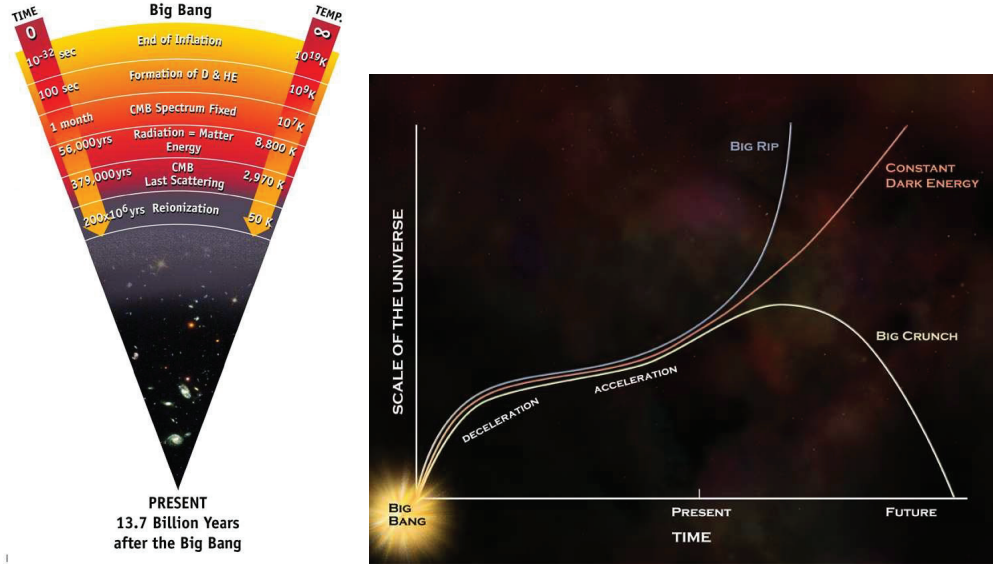 Big Bang
TIME
TEMP.
0
∞
End of Inflation
10⁻³² sec
10¹⁹K
Formation of D & HE
100 sec
10⁹K
CMB Spectrum Fixed
1 month
10⁷K
Radiation = Matter
Energy
56,000yrs
8,800 K
CMB
Last Scattering
379,000yrs
2,970 K
Reionization
200x10⁶yrs
50 K
PRESENT
13.7 Billion Years
after the Big Bang
SCALE OF THE UNIVERSE
BIG RIP
CONSTANT
DARK ENERGY
BIG CRUNCH
DECELERATION
ACCELERATION
BIG
BANG
PRESENT
FUTURE
TIME